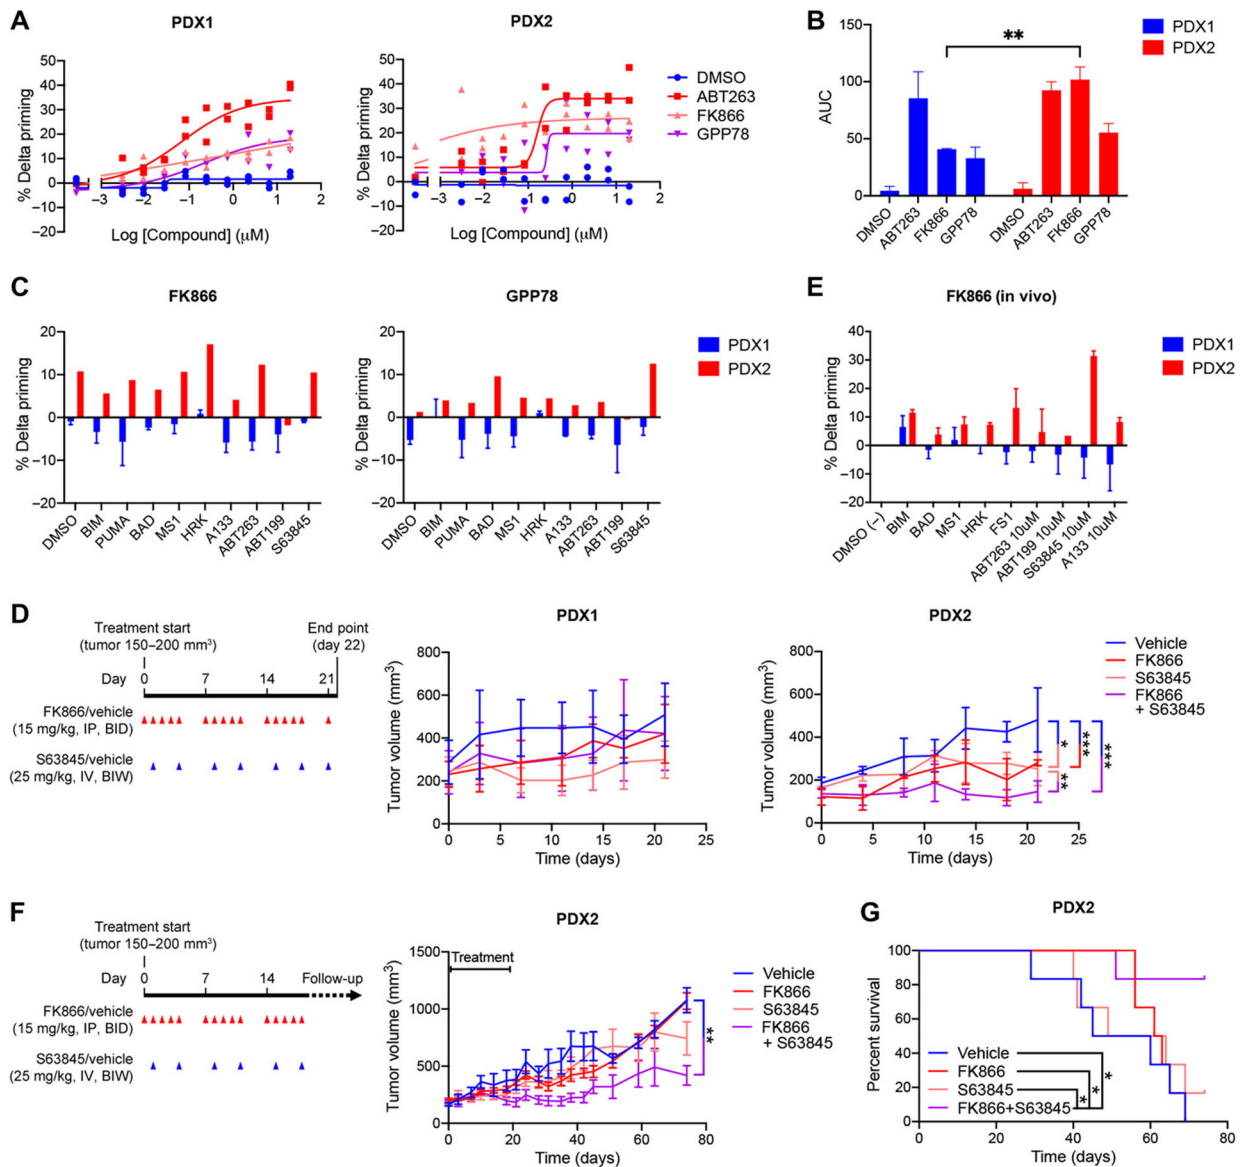 A
PDX1
% Delta priming
50
40
30
20
10
0
−10
−20
−3 −2 −1 0 1 2
Log [Compound] (μM)
PDX2
% Delta priming
50
40
30
20
10
0
−10
−20
−3 −2 −1 0 1 2
Log [Compound] (μM)
DMSO
ABT263
FK866
GPP78
B
AUC
150
100
50
0
**
DMSO
ABT263
FK866
GPP78
DMSO
ABT263
FK866
GPP78
PDX1
PDX2
C
FK866
% Delta priming
20
10
0
−10
−20
DMSO
BIM
PUMA
BAD
MS1
HRK
A133
ABT263
ABT199
S63845
GPP78
% Delta priming
20
10
0
−10
−20
DMSO
BIM
PUMA
BAD
MS1
HRK
A133
ABT263
ABT199
S63845
PDX1
PDX2
E
FK866 (in vivo)
% Delta priming
40
30
20
10
0
−10
−20
DMSO (−)
BIM
BAD
MS1
HRK
FS1
ABT263 10uM
ABT199 10uM
S63845 10uM
A133 10uM
PDX1
PDX2
D
Treatment start
(tumor 150–200 mm³)
End point
(day 22)
Day 0 7 14 21
FK866/vehicle
(15 mg/kg, IP, BID)
S63845/vehicle
(25 mg/kg, IV, BIW)
PDX1
Tumor volume (mm³)
800
600
400
200
0
0 5 10 15 20 25
Time (days)
PDX2
Tumor volume (mm³)
800
600
400
200
0
0 5 10 15 20 25
Time (days)
*
**
***
***
Vehicle
FK866
S63845
FK866
+ S63845
F
Treatment start
(tumor 150–200 mm³)
Day 0 7 14 Follow-up
FK866/vehicle
(15 mg/kg, IP, BID)
S63845/vehicle
(25 mg/kg, IV, BIW)
PDX2
Tumor volume (mm³)
1500
1000
500
0
Treatment
0 20 40 60 80
Time (days)
**
Vehicle
FK866
S63845
FK866
+ S63845
G
PDX2
Percent survival
100
80
60
40
20
0
0 20 40 60 80
Time (days)
Vehicle
FK866
S63845
FK866+S63845
*
*
*